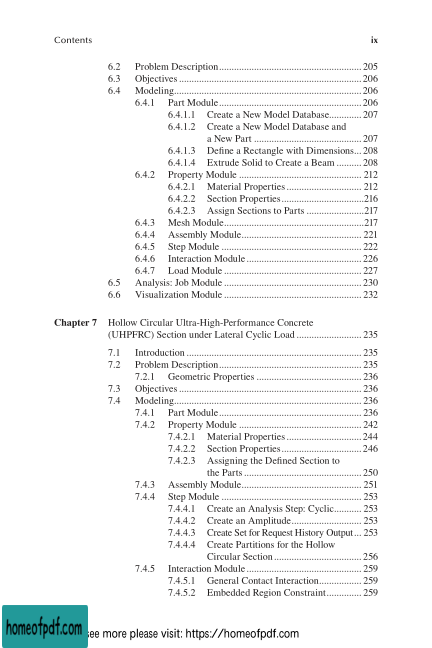 Contents ix
6.2 Problem Description............................................................ 205
6.3 Objectives............................................................................ 206
6.4 Modeling.............................................................................. 206
6.4.1 Part Module............................................................ 206
6.4.1.1 Create a New Model Database............. 207
6.4.1.2 Create a New Model Database and
a New Part............................................ 207
6.4.1.3 Define a Rectangle with Dimensions... 208
6.4.1.4 Extrude Solid to Create a Beam.......... 208
6.4.2 Property Module.................................................... 212
6.4.2.1 Material Properties............................... 212
6.4.2.2 Section Properties................................. 216
6.4.2.3 Assign Sections to Parts....................... 217
6.4.3 Mesh Module......................................................... 217
6.4.4 Assembly Module.................................................. 221
6.4.5 Step Module........................................................... 222
6.4.6 Interaction Module................................................. 226
6.4.7 Load Module.......................................................... 227
6.5 Analysis: Job Module........................................................... 230
6.6 Visualization Module........................................................... 232
Chapter 7 Hollow Circular Ultra-High-Performance Concrete
(UHPFRC) Section under Lateral Cyclic Load........................ 235
7.1 Introduction.......................................................................... 235
7.2 Problem Description............................................................ 235
7.2.1 Geometric Properties.............................................. 236
7.3 Objectives............................................................................ 236
7.4 Modeling.............................................................................. 236
7.4.1 Part Module............................................................ 236
7.4.2 Property Module.................................................... 242
7.4.2.1 Material Properties............................... 244
7.4.2.2 Section Properties................................. 246
7.4.2.3 Assigning the Defined Section to
the Parts................................................ 250
7.4.3 Assembly Module.................................................. 251
7.4.4 Step Module........................................................... 253
7.4.4.1 Create an Analysis Step: Cyclic........... 253
7.4.4.2 Create an Amplitude............................. 253
7.4.4.3 Create Set for Request History Output... 253
7.4.4.4 Create Partitions for the Hollow
Circular Section.................................... 256
7.4.5 Interaction Module................................................. 259
7.4.5.1 General Contact Interaction................. 259
7.4.5.2 Embedded Region Constraint.............. 259
homeofpdf.com see more please visit: https://homeofpdf.com